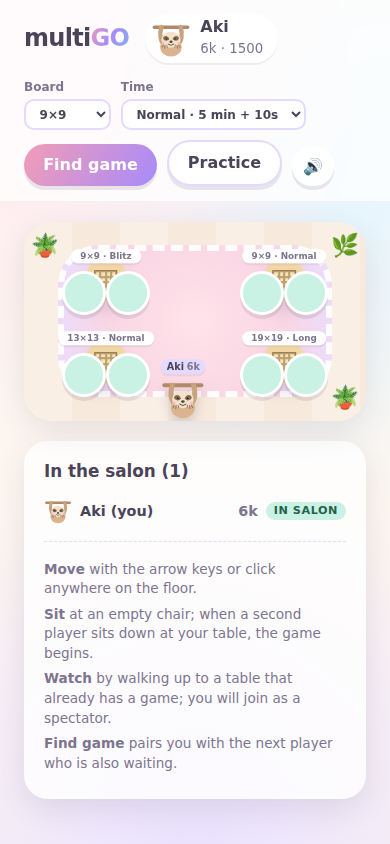 multiGO
Aki
6k · 1500
Board
Time
9×9
Normal · 5 min + 10s
Find game
Practice
9×9 · Blitz
9×9 · Normal
13×13 · Normal
19×19 · Long
Aki 6k
In the salon (1)
Aki (you)
6k
IN SALON
Move with the arrow keys or click
anywhere on the floor.
Sit at an empty chair; when a second
player sits down at your table, the game
begins.
Watch by walking up to a table that
already has a game; you will join as a
spectator.
Find game pairs you with the next player
who is also waiting.